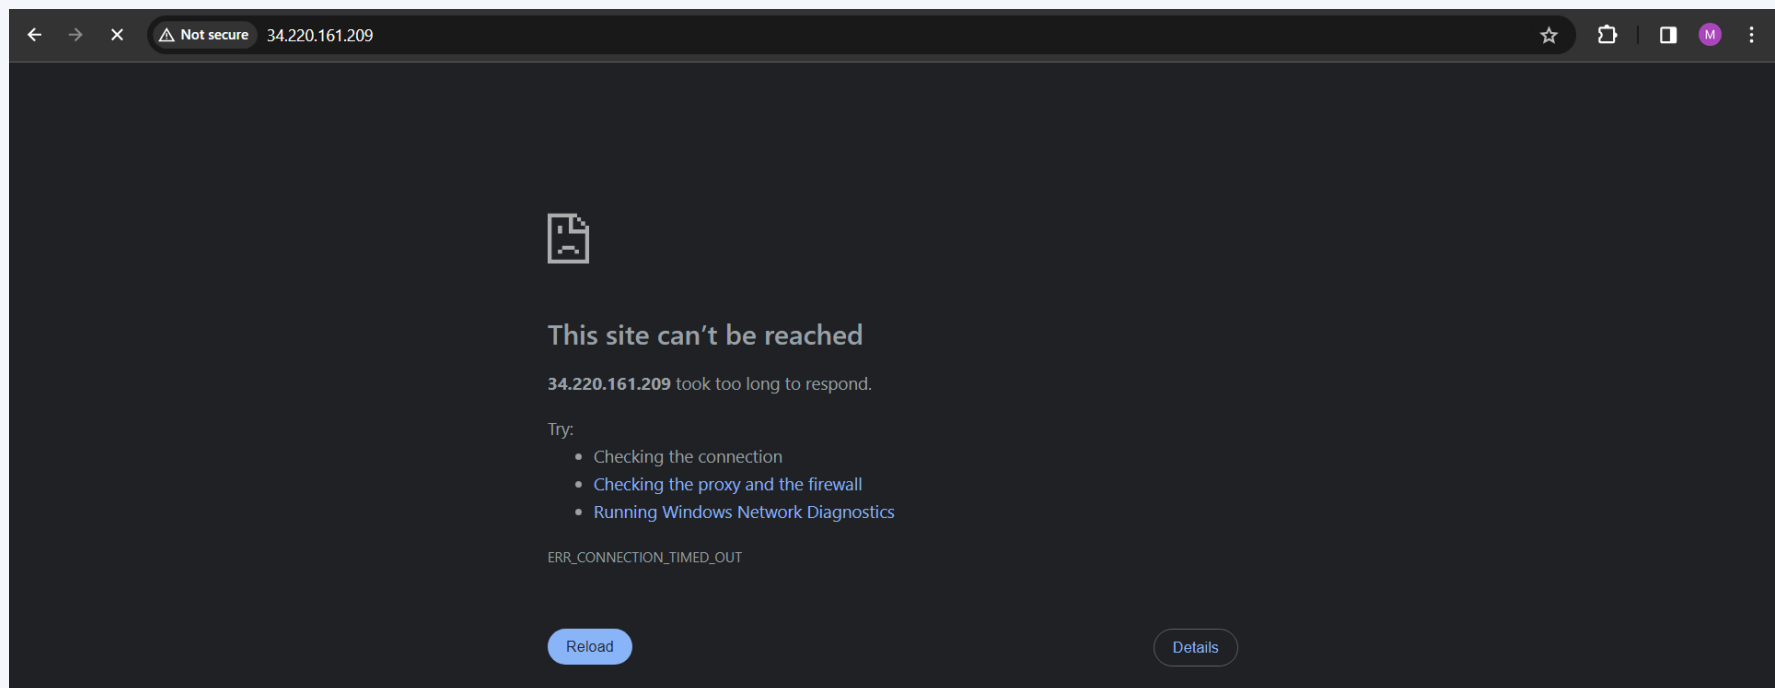 Not secure 34.220.161.209 M
This site can’t be reached
34.220.161.209 took too long to respond.
Try:
Checking the connection
Checking the proxy and the firewall
Running Windows Network Diagnostics
ERR_CONNECTION_TIMED_OUT
Reload Details